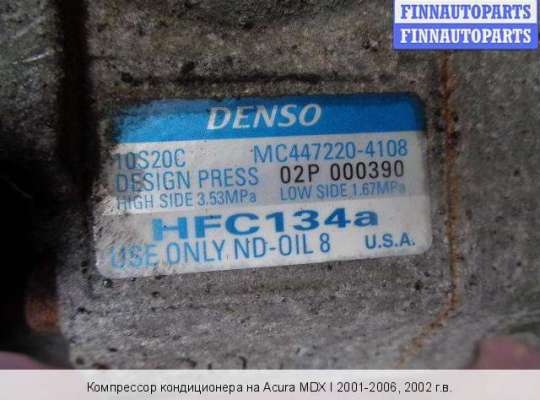 FINNAUTOPARTS
FINNAUTOPARTS
DENSO
10S20C MC447220-4108
DESIGN PRESS 02P 000390
HIGH SIDE 3.53MPa LOW SIDE 1.67MPa
HFC134a
USE ONLY ND-OIL 8 U.S.A.
Компрессор кондиционера на Acura MDX I 2001-2006, 2002 г.в.